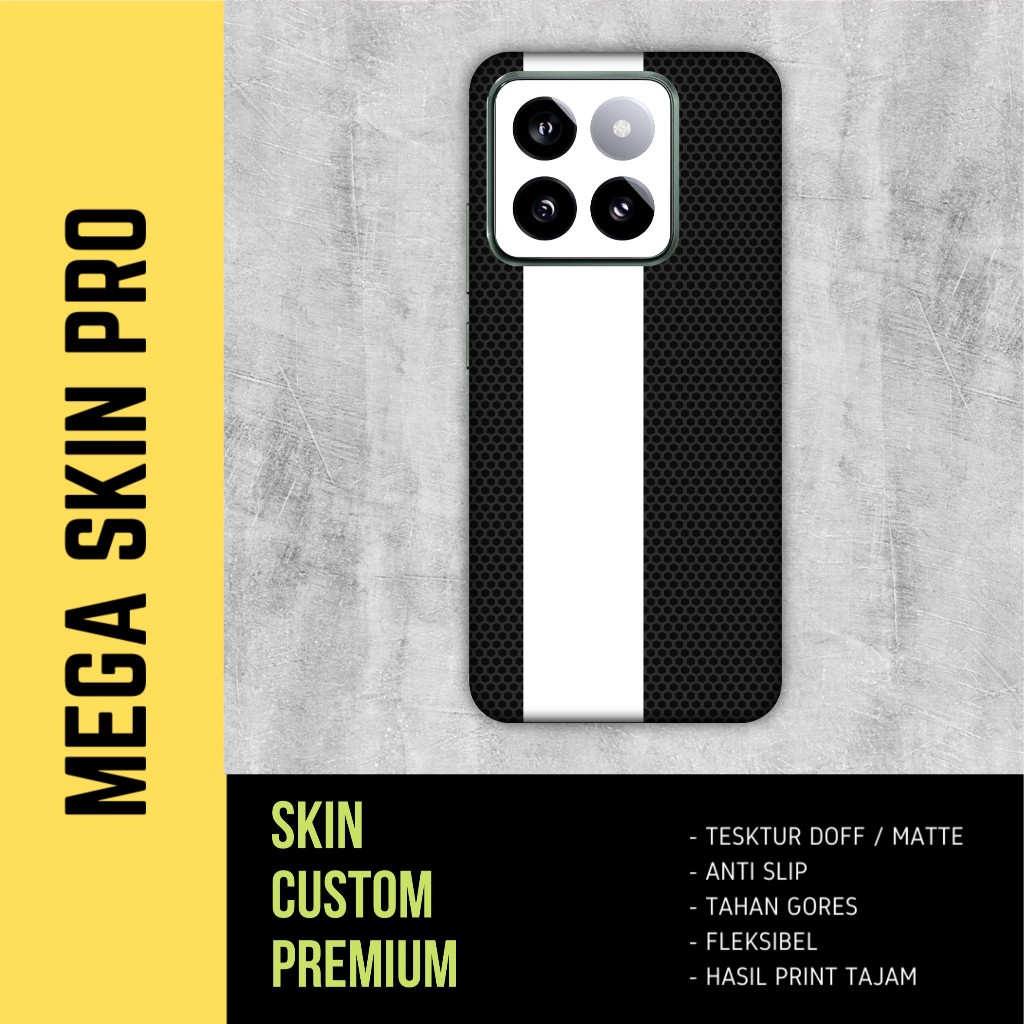 MEGA SKIN PRO
SKIN
CUSTOM
PREMIUM
- TESKTUR DOFF / MATTE
- ANTI SLIP
- TAHAN GORES
- FLEKSIBEL
- HASIL PRINT TAJAM